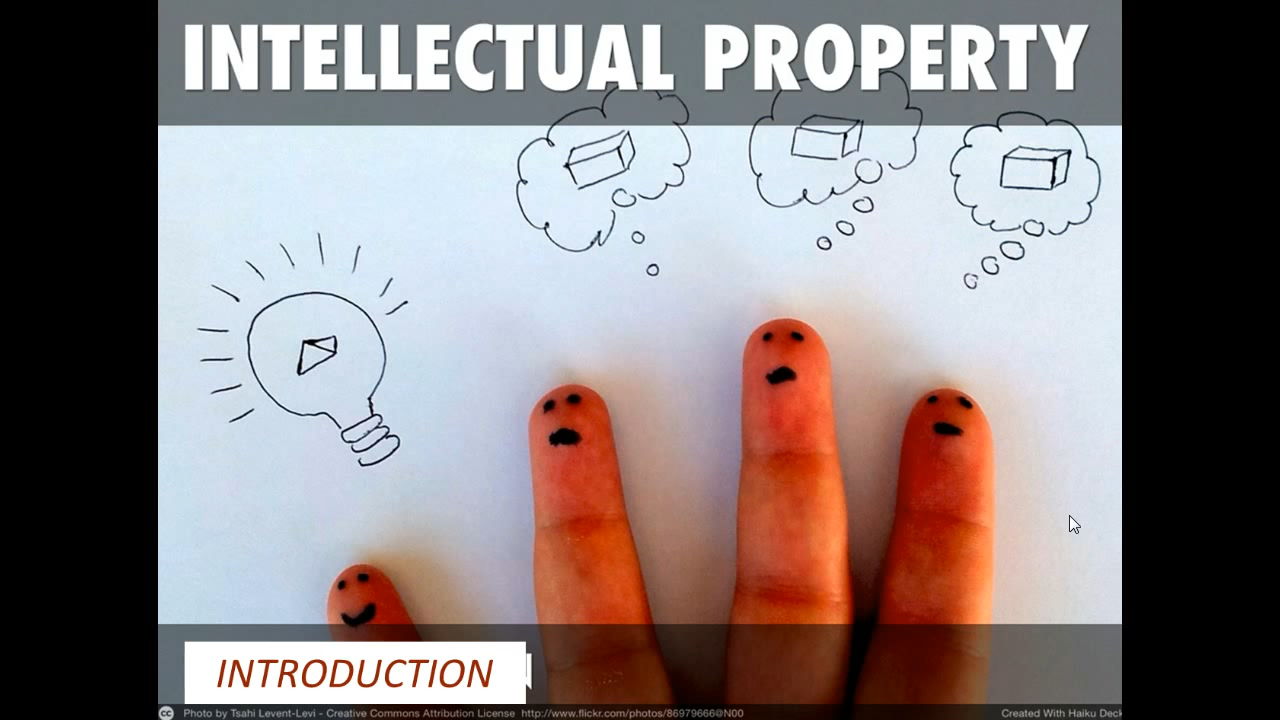 INTELLECTUAL PROPERTY
INTRODUCTION
cc Photo by Tsahi Levent-Levi - Creative Commons Attribution License http://www.flickr.com/photos/86979666@N00
Created With Haiku Deck